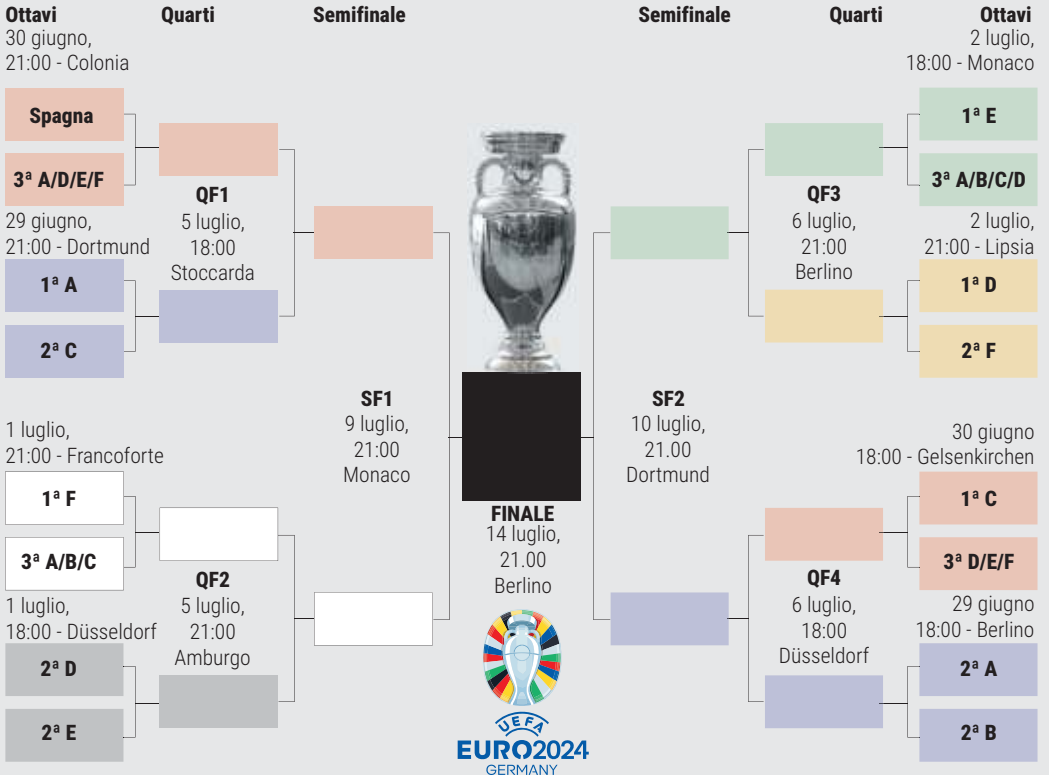 Ottavi
Quarti
Semifinale
Semifinale
Quarti
Ottavi
30 giugno,
21:00 - Colonia
Spagna
3ª A/D/E/F
29 giugno,
21:00 - Dortmund
1ª A
2ª C
QF1
5 luglio,
18:00
Stoccarda
1 luglio,
21:00 - Francoforte
1ª F
3ª A/B/C
1 luglio,
18:00 - Düsseldorf
2ª D
2ª E
QF2
5 luglio,
21:00
Amburgo
SF1
9 luglio,
21:00
Monaco
FINALE
14 luglio,
21.00
Berlino
UEFA
EURO2024
GERMANY
SF2
10 luglio,
21.00
Dortmund
QF3
6 luglio,
21:00
Berlino
2 luglio,
18:00 - Monaco
1ª E
3ª A/B/C/D
2 luglio,
21:00 - Lipsia
1ª D
2ª F
QF4
6 luglio,
18:00
Düsseldorf
30 giugno
18:00 - Gelsenkirchen
1ª C
3ª D/E/F
29 giugno
18:00 - Berlino
2ª A
2ª B